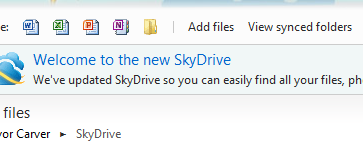 e: Add files View synced folders
Welcome to the new SkyDrive
We've updated SkyDrive so you can easily find all your files, ph
files
vor Carver ► SkyDrive